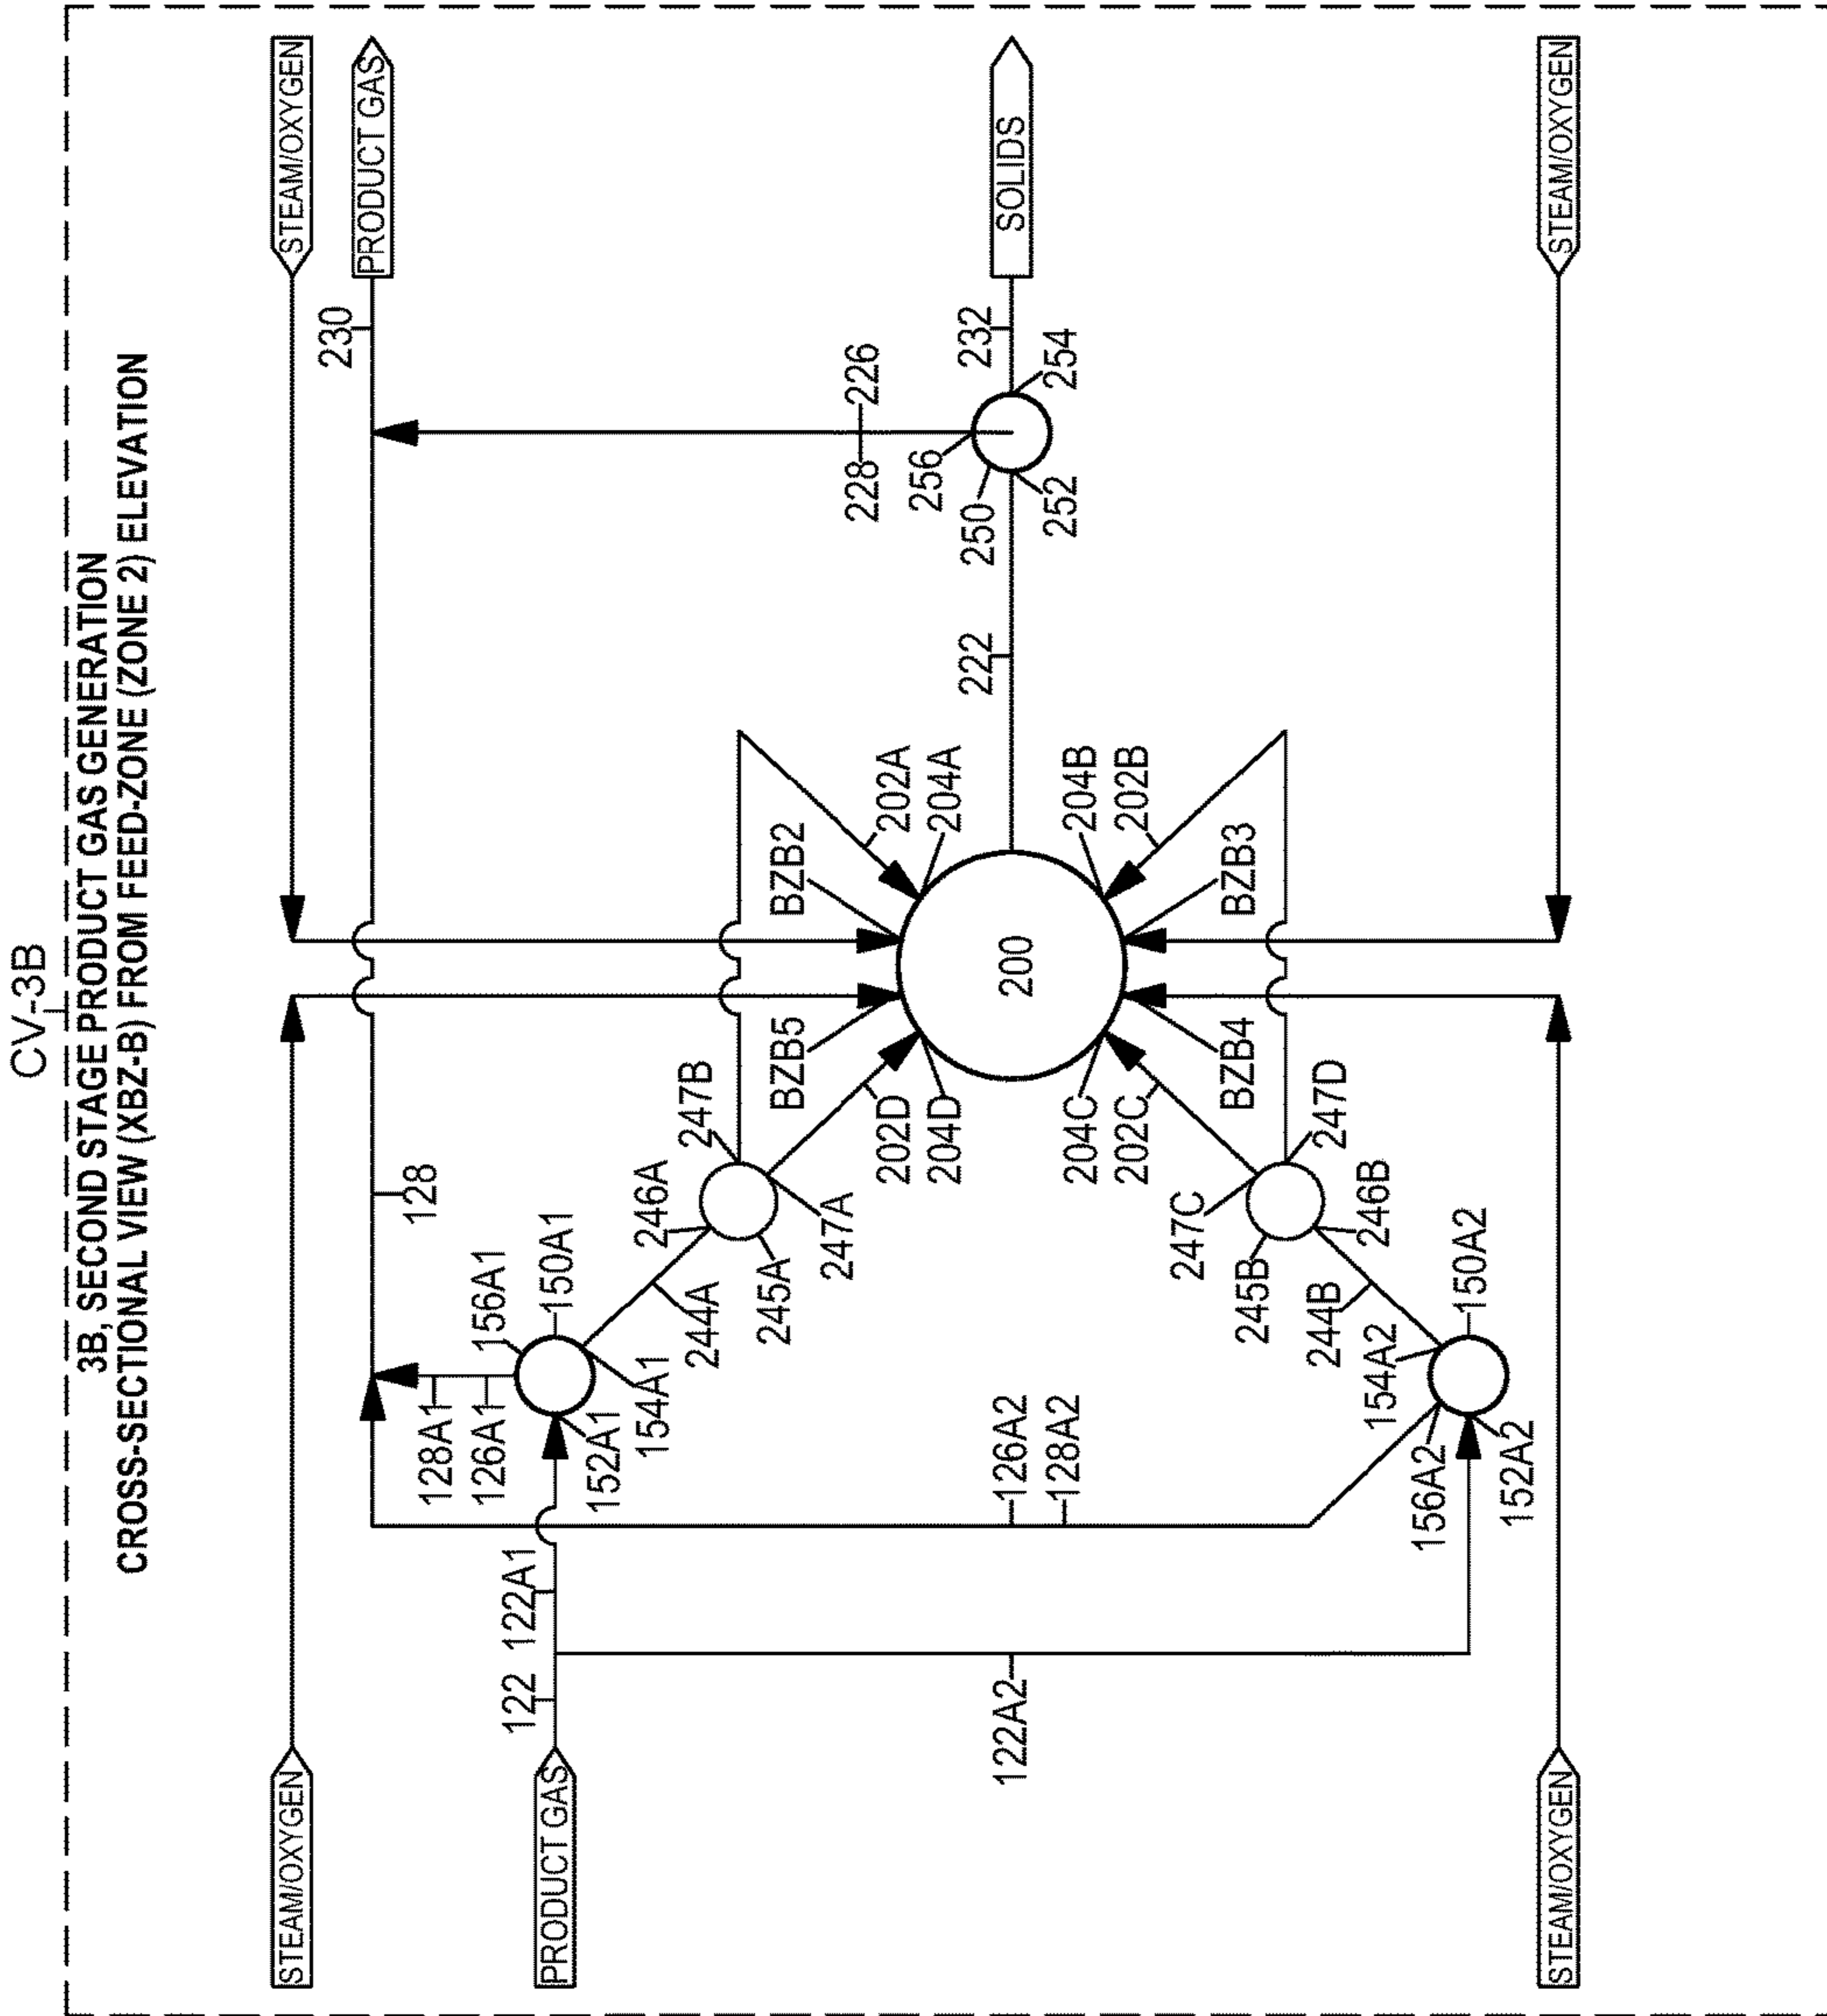 CV-3B
3B, SECOND STAGE PRODUCT GAS GENERATION
CROSS-SECTIONAL VIEW (XBZ-B) FROM FEED-ZONE (ZONE 2) ELEVATION
STEAM/OXYGEN
STEAM/OXYGEN
230
PRODUCT GAS
128
128A1
126A1
156A1
150A1
228
226
122
122A1
PRODUCT GAS
152A1
154A1
246A
247B
244A
245A
247A
BZB5
BZB2
202D
204D
202A
204A
256
250
222
232
252
254
SOLIDS
200
122A2
126A2
128A2
204C
202C
204B
202B
BZB4
BZB3
247C
247D
245B
246B
244B
154A2
150A2
156A2
152A2
STEAM/OXYGEN
STEAM/OXYGEN